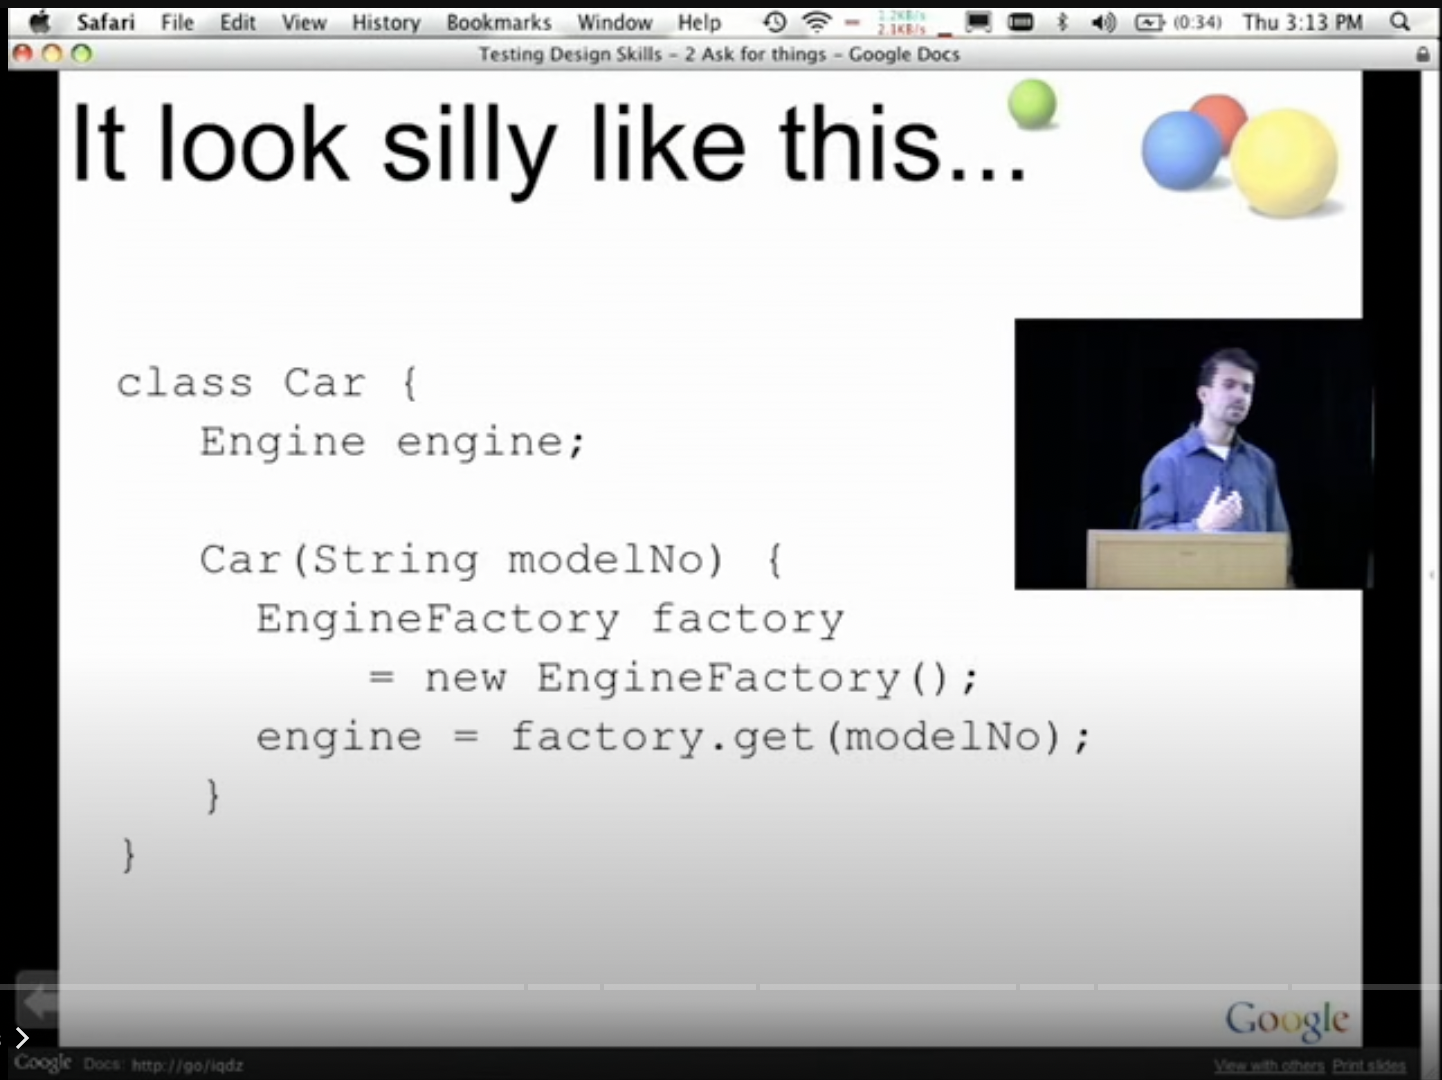 Safari File Edit View History Bookmarks Window Help 2.1KB/s (0:34) Thu 3:13 PM
Testing Design Skills – 2 Ask for things – Google Docs
It look silly like this...
class Car {
Engine engine;
Car(String modelNo) {
EngineFactory factory
= new EngineFactory();
engine = factory.get(modelNo);
}
}
Google
Google Docs: http://go/iqdz View with others Print slides